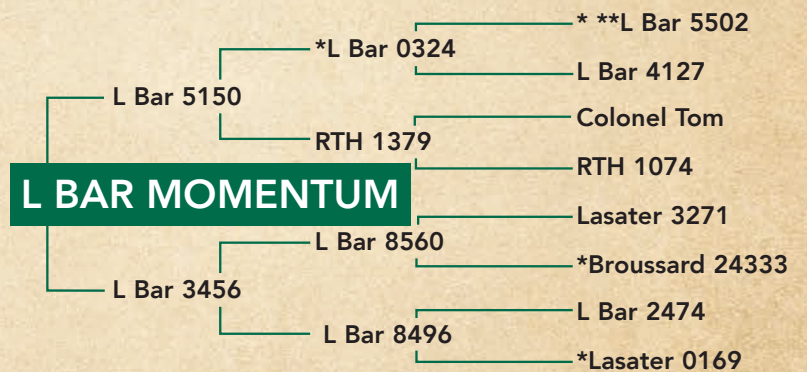 * **L Bar 5502
*L Bar 0324
L Bar 4127
L Bar 5150
Colonel Tom
RTH 1379
RTH 1074
L BAR MOMENTUM
Lasater 3271
L Bar 8560
*Broussard 24333
L Bar 3456
L Bar 2474
L Bar 8496
*Lasater 0169